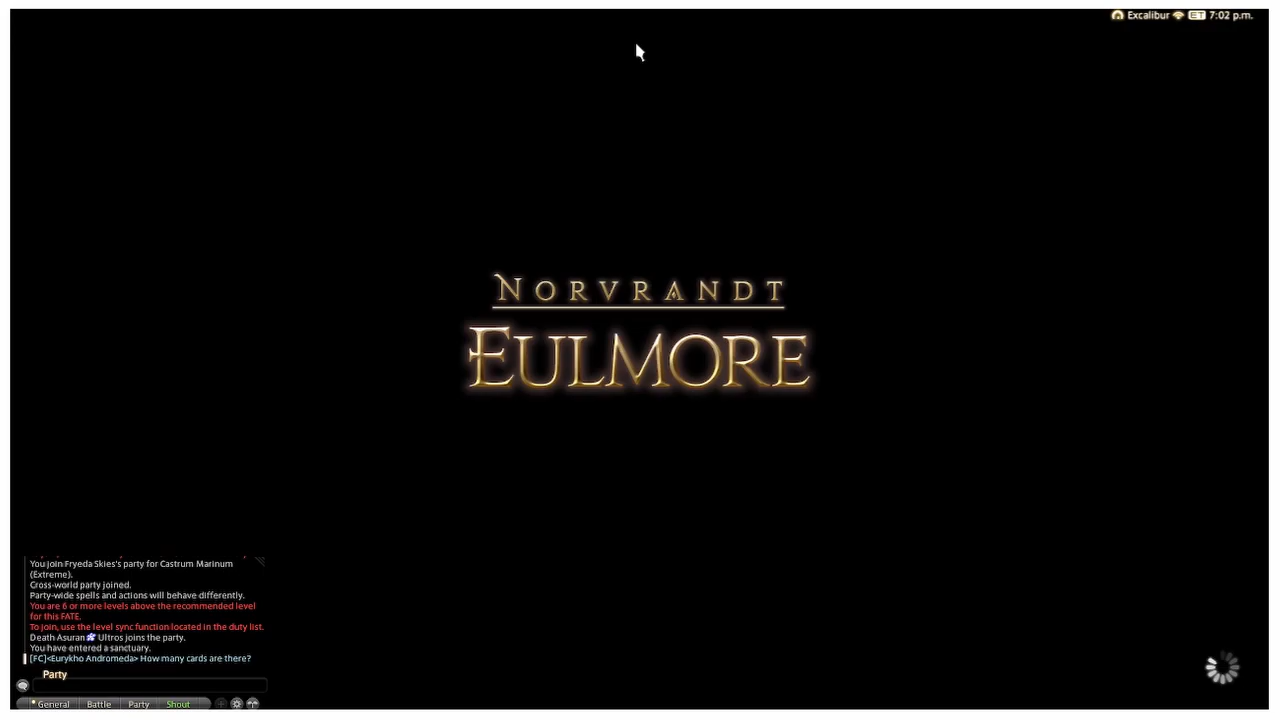 Excalibur ET 7:02 p.m.
NORVRANDT
EULMORE
You join Fryeda Skies's party for Castrum Marinum
(Extreme).
Cross-world party joined.
Party-wide spells and actions will behave differently.
You are 6 or more levels above the recommended level
for this FATE.
To join, use the level sync function located in the duty list.
Death Asuran Ultros joins the party.
You have entered a sanctuary.
[FC]<Eurykho Andromeda> How many cards are there?
Party
General Battle Party Shout